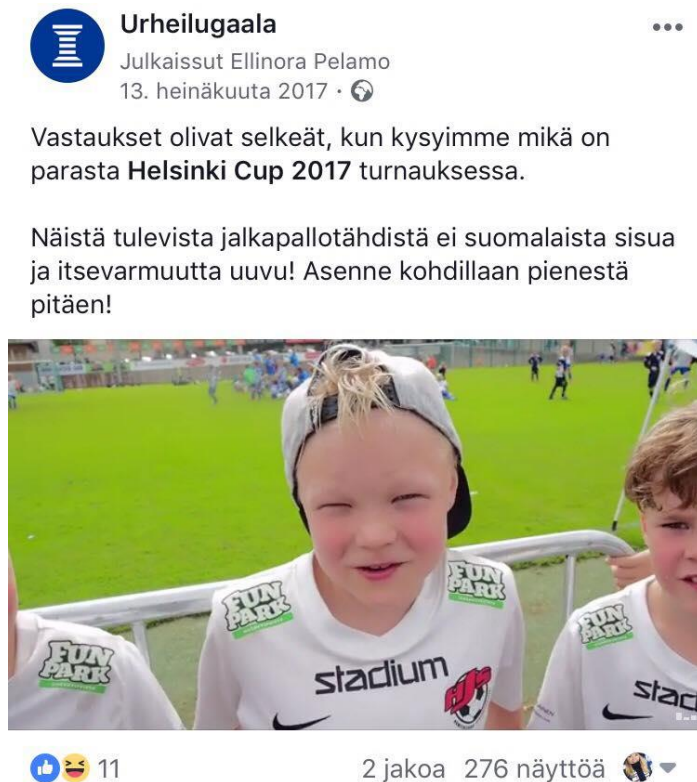 Urheilugaala
Julkaissut Ellinora Pelamo
13. heinäkuuta 2017 ·
Vastaukset olivat selkeät, kun kysyimme mikä on
parasta Helsinki Cup 2017 turnauksessa.
Näistä tulevista jalkapallotähdistä ei suomalaista sisua
ja itsevarmuutta uuvu! Asenne kohdillaan pienestä
pitäen!
FUN
PARK
FUN
PARK
FUN
PARK
FUN
PARK
stadium
stad
11
2 jakoa 276 näyttöä